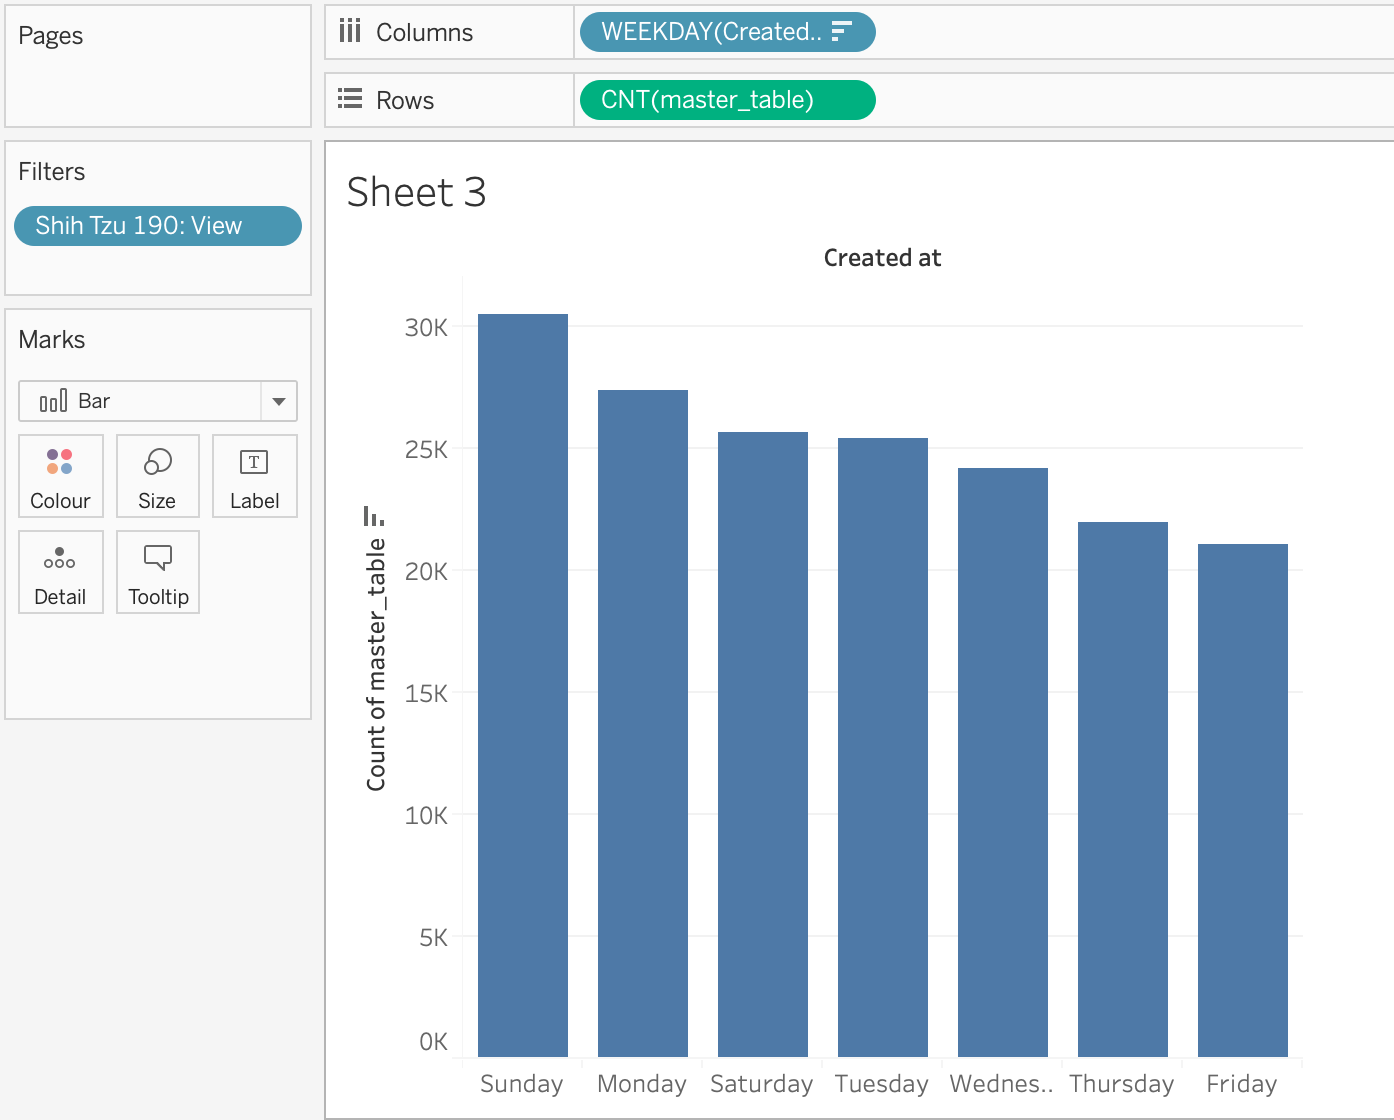 Pages
Columns
WEEKDAY(Created..
Rows
CNT(master_table)
Filters
Shih Tzu 190: View
Marks
Bar
Colour
Size
T
Label
Detail
Tooltip
Sheet 3
Created at
Count of master_table
30K
25K
20K
15K
10K
5K
0K
Sunday Monday Saturday Tuesday Wednes.. Thursday Friday